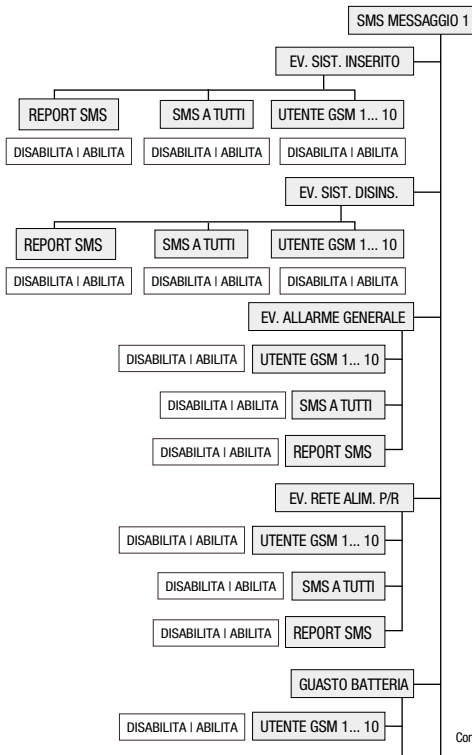 SMS MESSAGGIO 1
EV. SIST. INSERITO
REPORT SMS SMS A TUTTI UTENTE GSM 1... 10
DISABILITA | ABILITA DISABILITA | ABILITA DISABILITA | ABILITA
EV. SIST. DISINS.
REPORT SMS SMS A TUTTI UTENTE GSM 1... 10
DISABILITA | ABILITA DISABILITA | ABILITA DISABILITA | ABILITA
EV. ALLARME GENERALE
DISABILITA | ABILITA UTENTE GSM 1... 10
DISABILITA | ABILITA SMS A TUTTI
DISABILITA | ABILITA REPORT SMS
EV. RETE ALIM. P/R
DISABILITA | ABILITA UTENTE GSM 1... 10
DISABILITA | ABILITA SMS A TUTTI
DISABILITA | ABILITA REPORT SMS
GUASTO BATTERIA
DISABILITA | ABILITA UTENTE GSM 1... 10